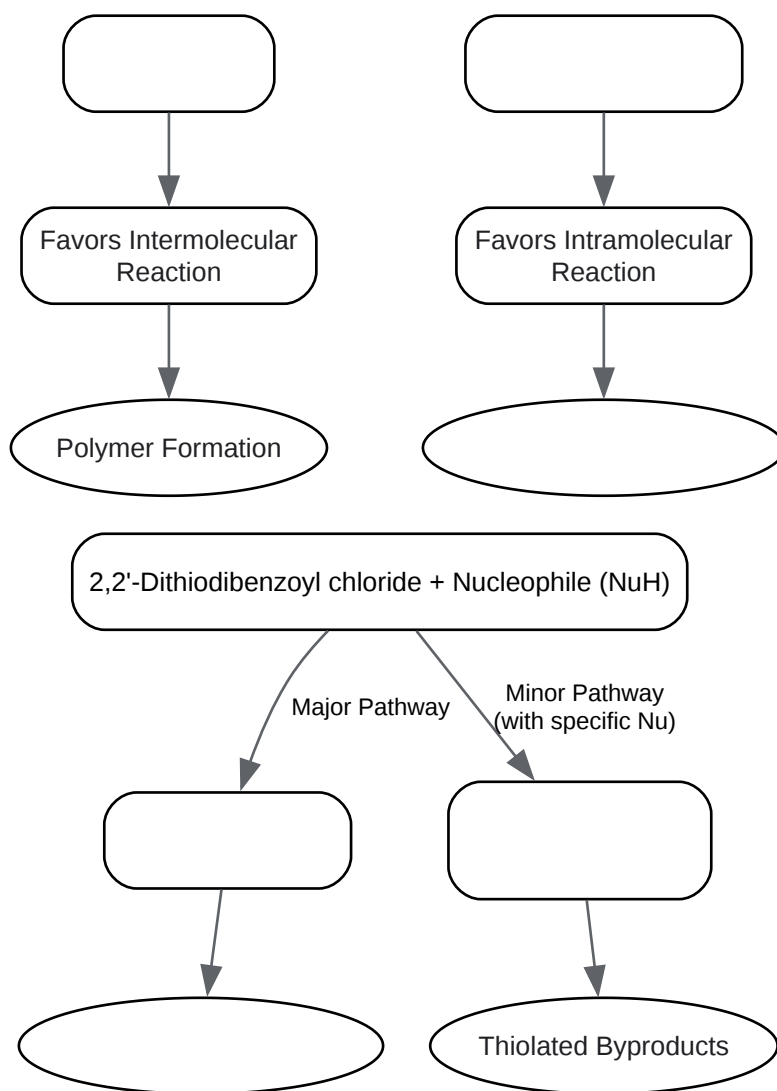 Favors Intermolecular
Reaction
Favors Intramolecular
Reaction
Polymer Formation
2,2'-Dithiodibenzoyl chloride + Nucleophile (NuH)
Major Pathway
Minor Pathway
(with specific Nu)
Thiolated Byproducts